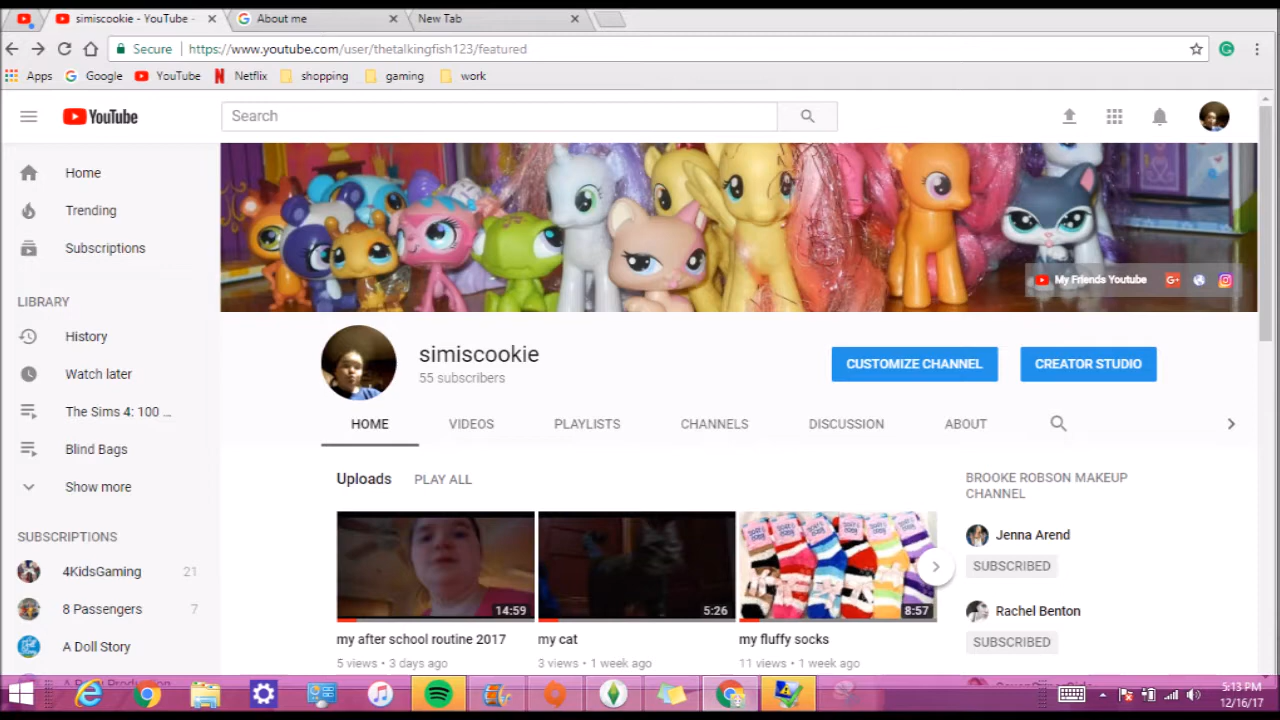 simiscookie - YouTube -
About me
New Tab
Secure
https://www.youtube.com/user/thetalkingfish123/featured
Apps Google YouTube Netflix shopping gaming work
YouTube
Search
Home
Trending
Subscriptions
LIBRARY
History
Watch later
The Sims 4: 100 ...
Blind Bags
Show more
SUBSCRIPTIONS
4KidsGaming 21
8 Passengers 7
A Doll Story
My Friends Youtube
simiscookie
55 subscribers
CUSTOMIZE CHANNEL
CREATOR STUDIO
HOME VIDEOS PLAYLISTS CHANNELS DISCUSSION ABOUT
Uploads PLAY ALL
14:59
my after school routine 2017
5 views • 3 days ago
5:26
my cat
3 views • 1 week ago
8:57
my fluffy socks
11 views • 1 week ago
BROOKE ROBSON MAKEUP
CHANNEL
Jenna Arend
SUBSCRIBED
Rachel Benton
SUBSCRIBED
5:13 PM
12/16/17